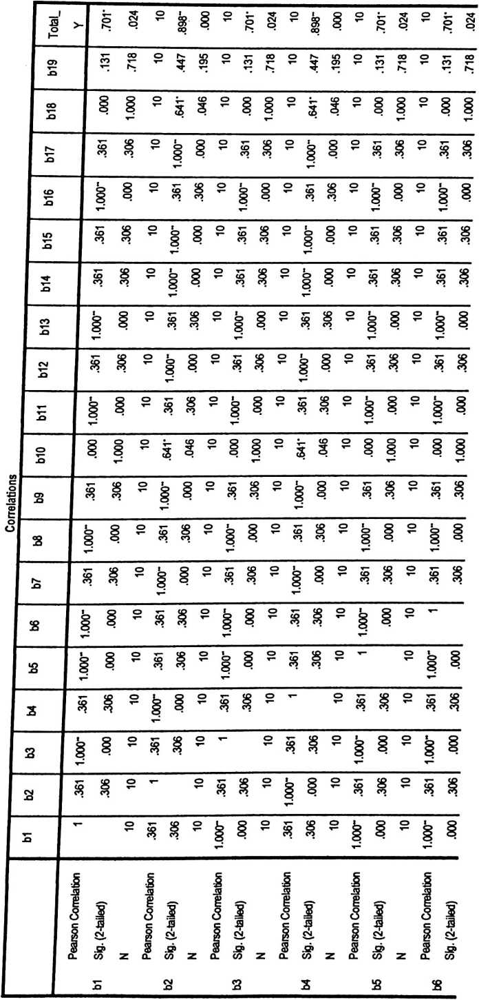 Correlations
b1 b2 b3 b4 b5 b6 b7 b8 b9 b10 b11 b12 b13 b14 b15 b16 b17 b18 b19 Total_
Y
b1 Pearson Correlation 1 .361 1.000** .361 1.000** 1.000** .361 1.000** .361 .000 1.000** .361 1.000** .361 .361 1.000** .361 .000 .131 .701*
Sig. (2-tailed) .306 .000 .306 .000 .000 .306 .000 .306 1.000 .000 .306 .000 .306 .306 .000 .306 1.000 .718 .024
N 10 10 10 10 10 10 10 10 10 10 10 10 10 10 10 10 10 10 10 10
b2 Pearson Correlation .361 1 .361 1.000** .361 .361 1.000** .361 1.000** .641* .361 1.000** .361 1.000** 1.000** .361 1.000** .641* .447 .898**
Sig. (2-tailed) .306 .306 .000 .306 .306 .000 .306 .000 .046 .306 .000 .306 .000 .000 .306 .000 .046 .195 .000
N 10 10 10 10 10 10 10 10 10 10 10 10 10 10 10 10 10 10 10 10
b3 Pearson Correlation 1.000** .361 1 .361 1.000** 1.000** .361 1.000** .361 .000 1.000** .361 1.000** .361 .361 1.000** .361 .000 .131 .701*
Sig. (2-tailed) .000 .306 .306 .000 .000 .306 .000 .306 1.000 .000 .306 .000 .306 .306 .000 .306 1.000 .718 .024
N 10 10 10 10 10 10 10 10 10 10 10 10 10 10 10 10 10 10 10 10
b4 Pearson Correlation .361 1.000** .361 1 .361 .361 1.000** .361 1.000** .641* .361 1.000** .361 1.000** 1.000** .361 1.000** .641* .447 .898**
Sig. (2-tailed) .306 .000 .306 .306 .306 .000 .306 .000 .046 .306 .000 .306 .000 .000 .306 .000 .046 .195 .000
N 10 10 10 10 10 10 10 10 10 10 10 10 10 10 10 10 10 10 10 10
b5 Pearson Correlation 1.000** .361 1.000** .361 1 1.000** .361 1.000** .361 .000 1.000** .361 1.000** .361 .361 1.000** .361 .000 .131 .701*
Sig. (2-tailed) .000 .306 .000 .306 .000 .306 .000 .306 1.000 .000 .306 .000 .306 .306 .000 .306 1.000 .718 .024
N 10 10 10 10 10 10 10 10 10 10 10 10 10 10 10 10 10 10 10 10
b6 Pearson Correlation 1.000** .361 1.000** .361 1.000** 1 .361 1.000** .361 .000 1.000** .361 1.000** .361 .361 1.000** .361 .000 .131 .701*
Sig. (2-tailed) .000 .306 .000 .306 .000 .306 .000 .306 1.000 .000 .306 .000 .306 .306 .000 .306 1.000 .718 .024